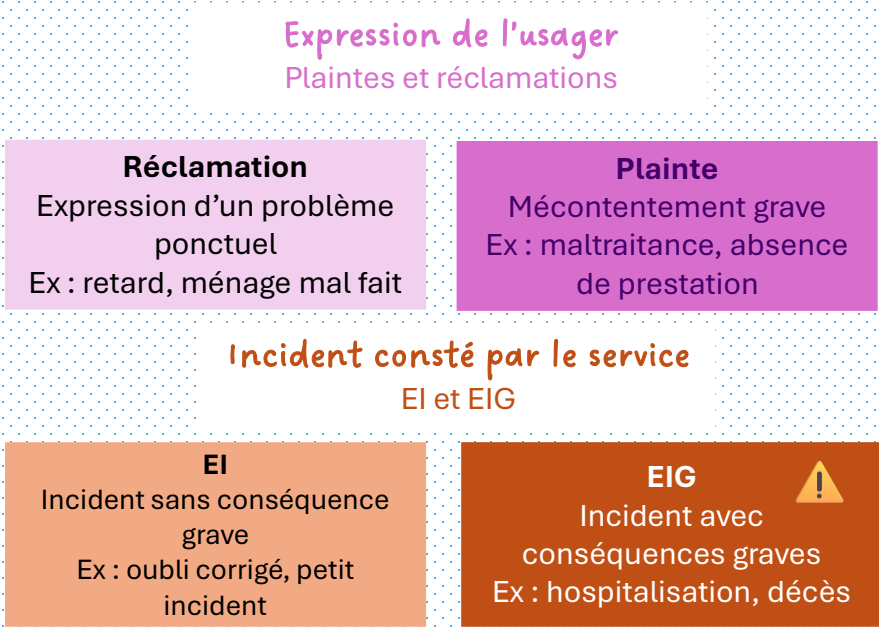 Expression de l'usager
Plaintes et réclamations
Réclamation
Expression d’un problème
ponctuel
Ex : retard, ménage mal fait
Plainte
Mécontentement grave
Ex : maltraitance, absence
de prestation
Incident consté par le service
EI et EIG
EI
Incident sans conséquence
grave
Ex : oubli corrigé, petit
incident
EIG
Incident avec
conséquences graves
Ex : hospitalisation, décès